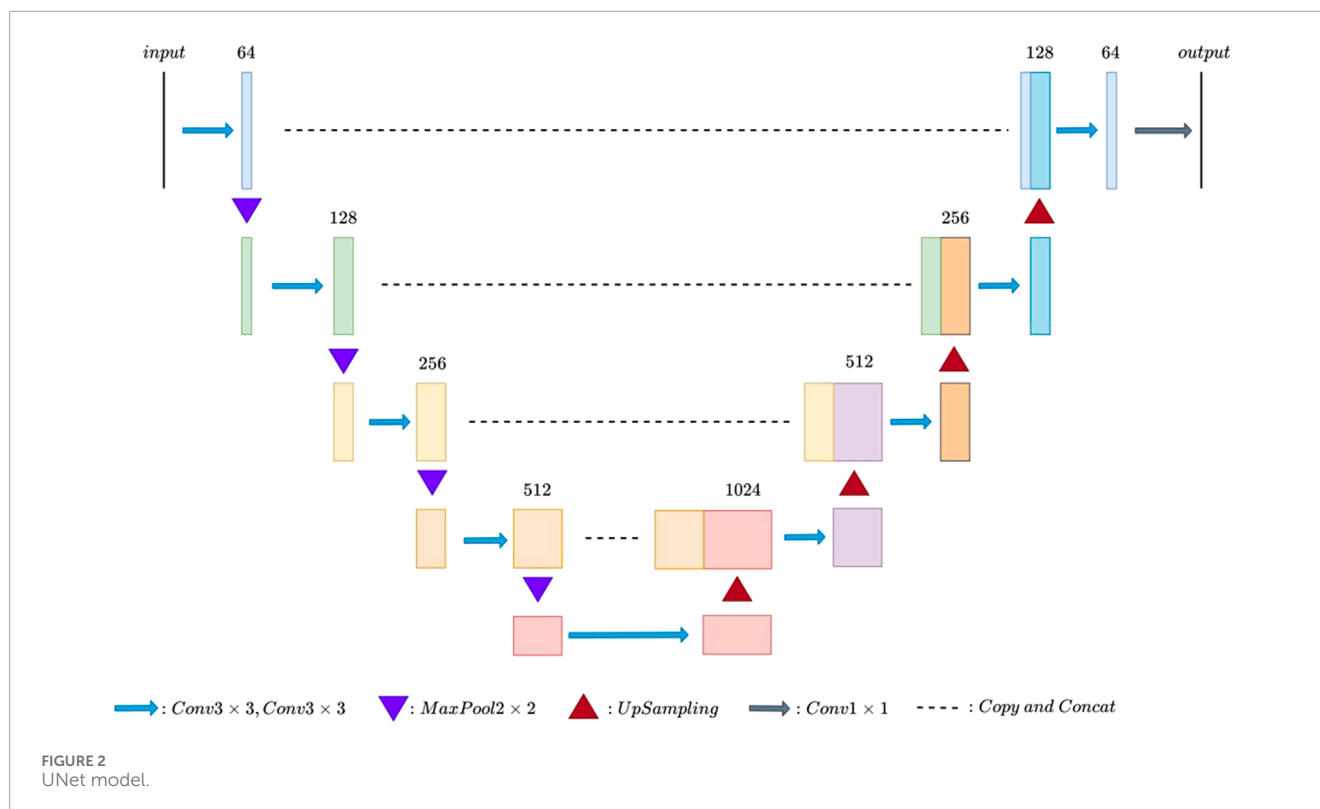 input 64 128 64 output
128 256
256 512
512 1024
: Conv3 × 3, Conv3 × 3 : MaxPool2 × 2 : UpSampling : Conv1 × 1 : Copy and Concat
FIGURE 2
UNet model.